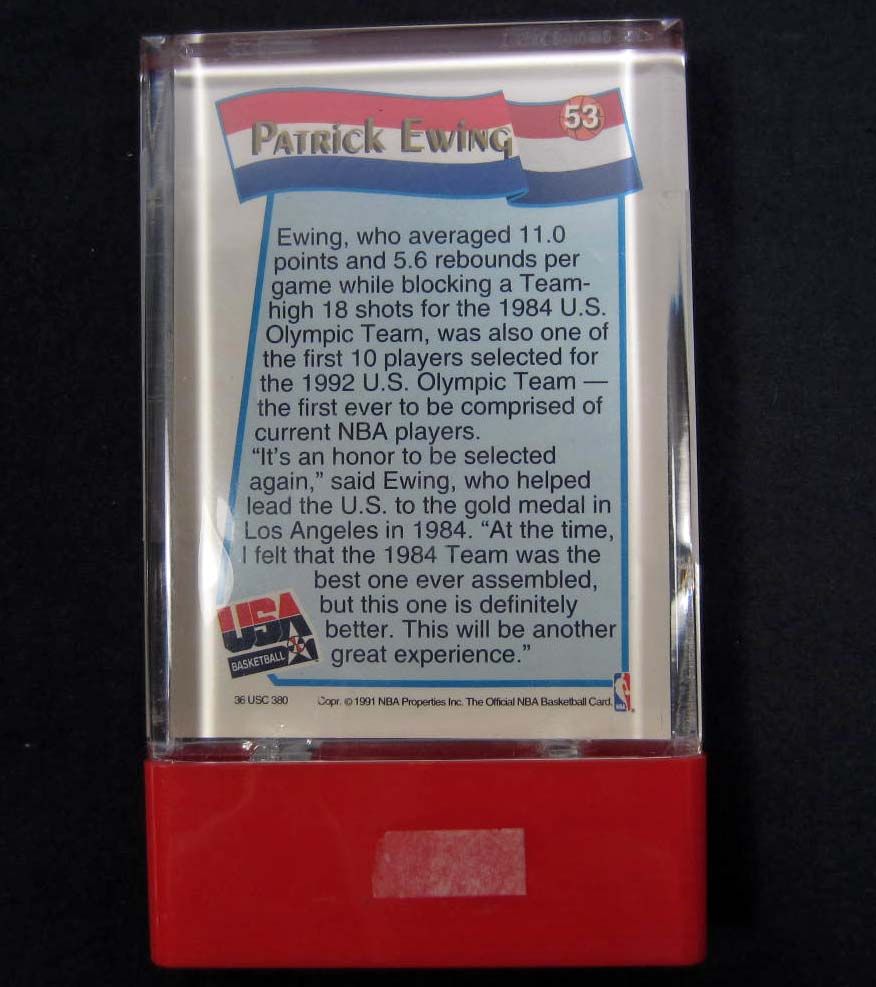 PATRICK EWING
53
Ewing, who averaged 11.0
points and 5.6 rebounds per
game while blocking a Team-
high 18 shots for the 1984 U.S.
Olympic Team, was also one of
the first 10 players selected for
the 1992 U.S. Olympic Team —
the first ever to be comprised of
current NBA players.
“It’s an honor to be selected
again,” said Ewing, who helped
lead the U.S. to the gold medal in
Los Angeles in 1984. “At the time,
I felt that the 1984 Team was the
best one ever assembled,
but this one is definitely
better. This will be another
great experience.”
USA
BASKETBALL
36 USC 380
Copr. © 1991 NBA Properties Inc. The Official NBA Basketball Card.
NBA